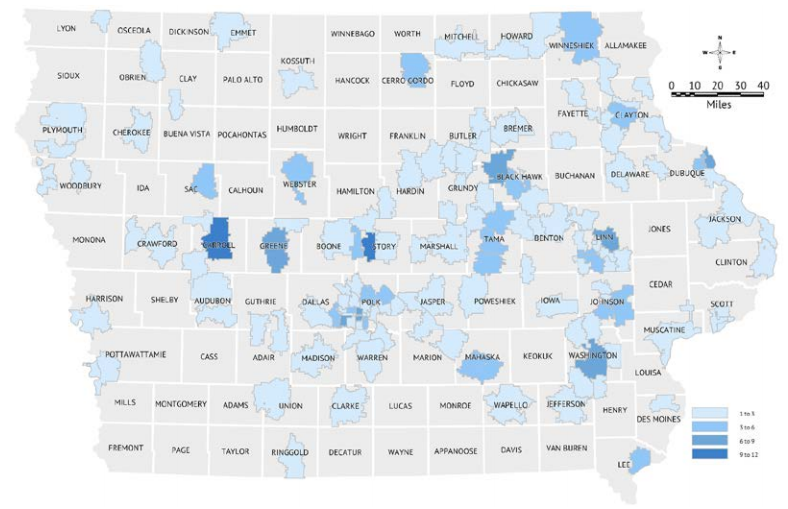 LYON
OSCEOLA
DICKINSON
EMMET
WINNEBAGO
WORTH
MITCHELL
HOWARD
WINNESHIEK
ALLAMAKEE
N
W
E
S
SIOUX
OBRIEN
CLAY
PALO ALTO
KOSSUTH
HANCOCK
CERRO GORDO
FLOYD
CHICKASAW
0 10 20 30 40
Miles
PLYMOUTH
CHEROKEE
BUENA VISTA
POCAHONTAS
HUMBOLDT
WRIGHT
FRANKLIN
BUTLER
BREMER
FAYETTE
CLAYTON
WOODBURY
IDA
SAC
CALHOUN
WEBSTER
HAMILTON
HARDIN
GRUNDY
BLACK HAWK
BUCHANAN
DELAWARE
DUBUQUE
MONONA
CRAWFORD
CARROLL
GREENE
BOONE
STORY
MARSHALL
TAMA
BENTON
LINN
JONES
JACKSON
CLINTON
HARRISON
SHELBY
AUDUBON
GUTHRIE
DALLAS
POLK
JASPER
POWESHIEK
IOWA
JOHNSON
CEDAR
SCOTT
MUSCATINE
POTTAWATTAMIE
CASS
ADAIR
MADISON
WARREN
MARION
MAHASKA
KEOKUK
WASHINGTON
LOUISA
MILLS
MONTGOMERY
ADAMS
UNION
CLARKE
LUCAS
MONROE
WAPELLO
JEFFERSON
HENRY
DES MOINES
FREMONT
PAGE
TAYLOR
RINGGOLD
DECATUR
WAYNE
APPANOOSE
DAVIS
VAN BUREN
LEE
1 to 3
3 to 6
6 to 9
9 to 12